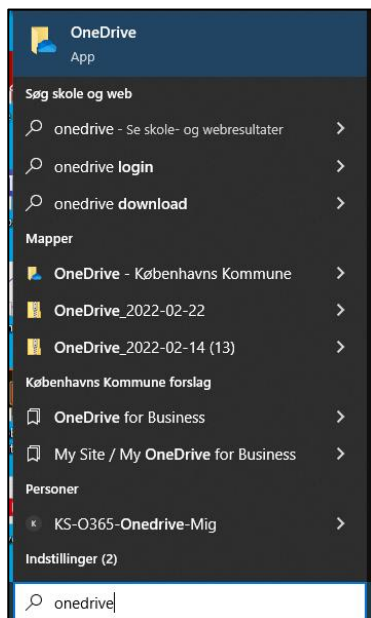 OneDrive
App
Søg skole og web
onedrive - Se skole- og webresultater
onedrive login
onedrive download
Mapper
OneDrive - Københavns Kommune
OneDrive_2022-02-22
OneDrive_2022-02-14 (13)
Københavns Kommune forslag
OneDrive for Business
My Site / My OneDrive for Business
Personer
K KS-O365-Onedrive-Mig
Indstillinger (2)
onedrive